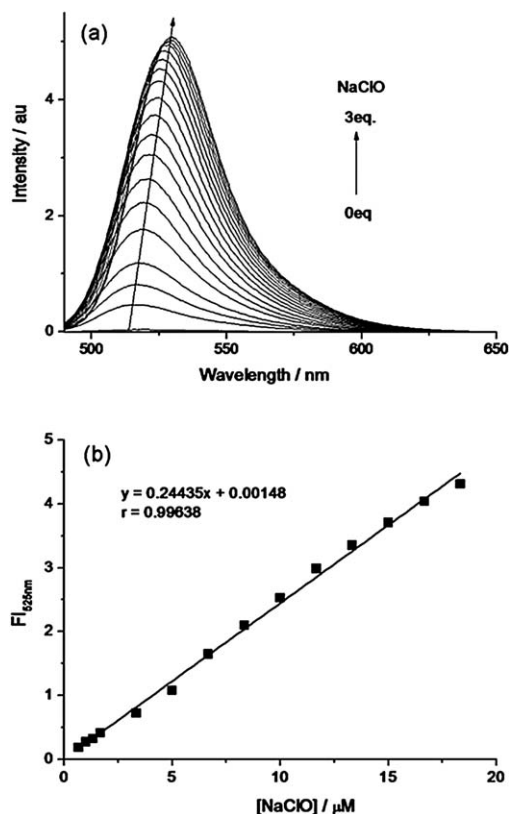 (a)
4
2
0
Intensity / au
NaClO
3eq.
0eq
500
550
600
650
Wavelength / nm
(b)
y = 0.24435x + 0.00148
r = 0.99638
5
4
3
2
1
0
FI525nm
0
5
10
15
20
[NaClO] / μM